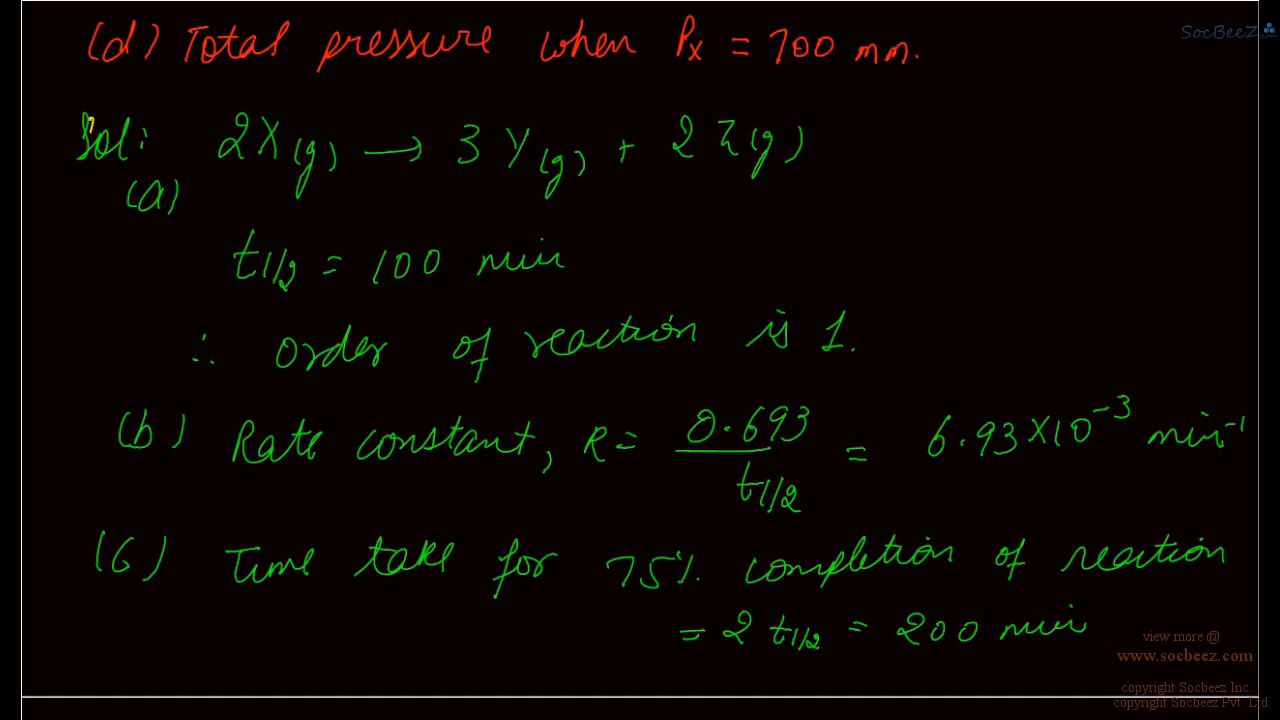 (d) Total pressure when Px = 700 mm.
SocBeeZ
Sol: 2X(g) → 3Y(g) + 2Z(g)
(a)
t1/2 = 100 min
∴ order of reaction is 1.
(b) Rate constant, R = 0.693 / t1/2 = 6.93 X 10⁻³ min⁻¹
(6) Time take for 75% completion of reaction
= 2 t1/2 = 200 min
view more @
www.socbeez.com
copyright Socbeez Inc.
copyright Socbeez Pvt. Ltd.